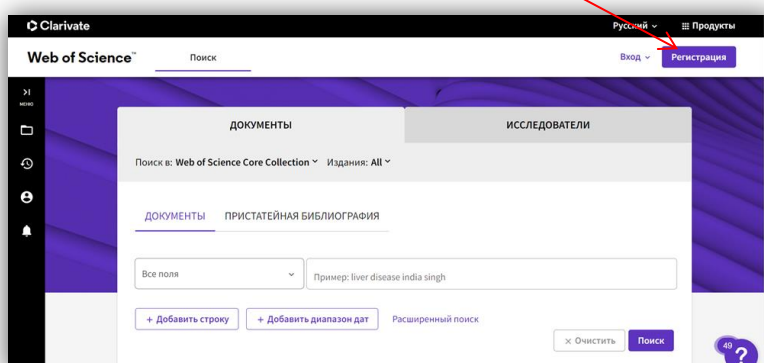 Clarivate Русский Продукты
Web of Science™ Поиск Вход Регистрация
МЕНЮ
ДОКУМЕНТЫ ИССЛЕДОВАТЕЛИ
Поиск в: Web of Science Core Collection Издания: All
ДОКУМЕНТЫ ПРИСТАТЕЙНАЯ БИБЛИОГРАФИЯ
Все поля Пример: liver disease india singh
+ Добавить строку + Добавить диапазон дат Расширенный поиск
× Очистить Поиск
49 ?